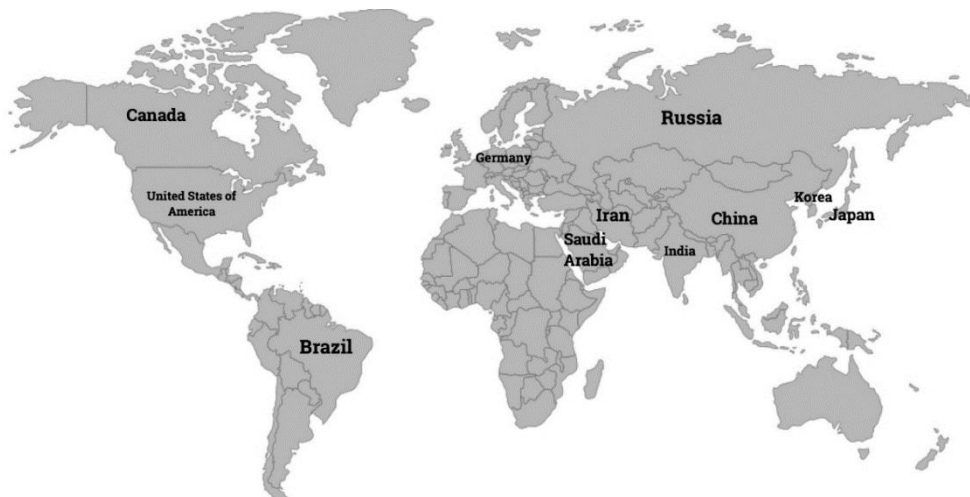 Canada
Russia
Germany
United States of
America
Korea
Iran
China
Japan
Saudi
Arabia
India
Brazil